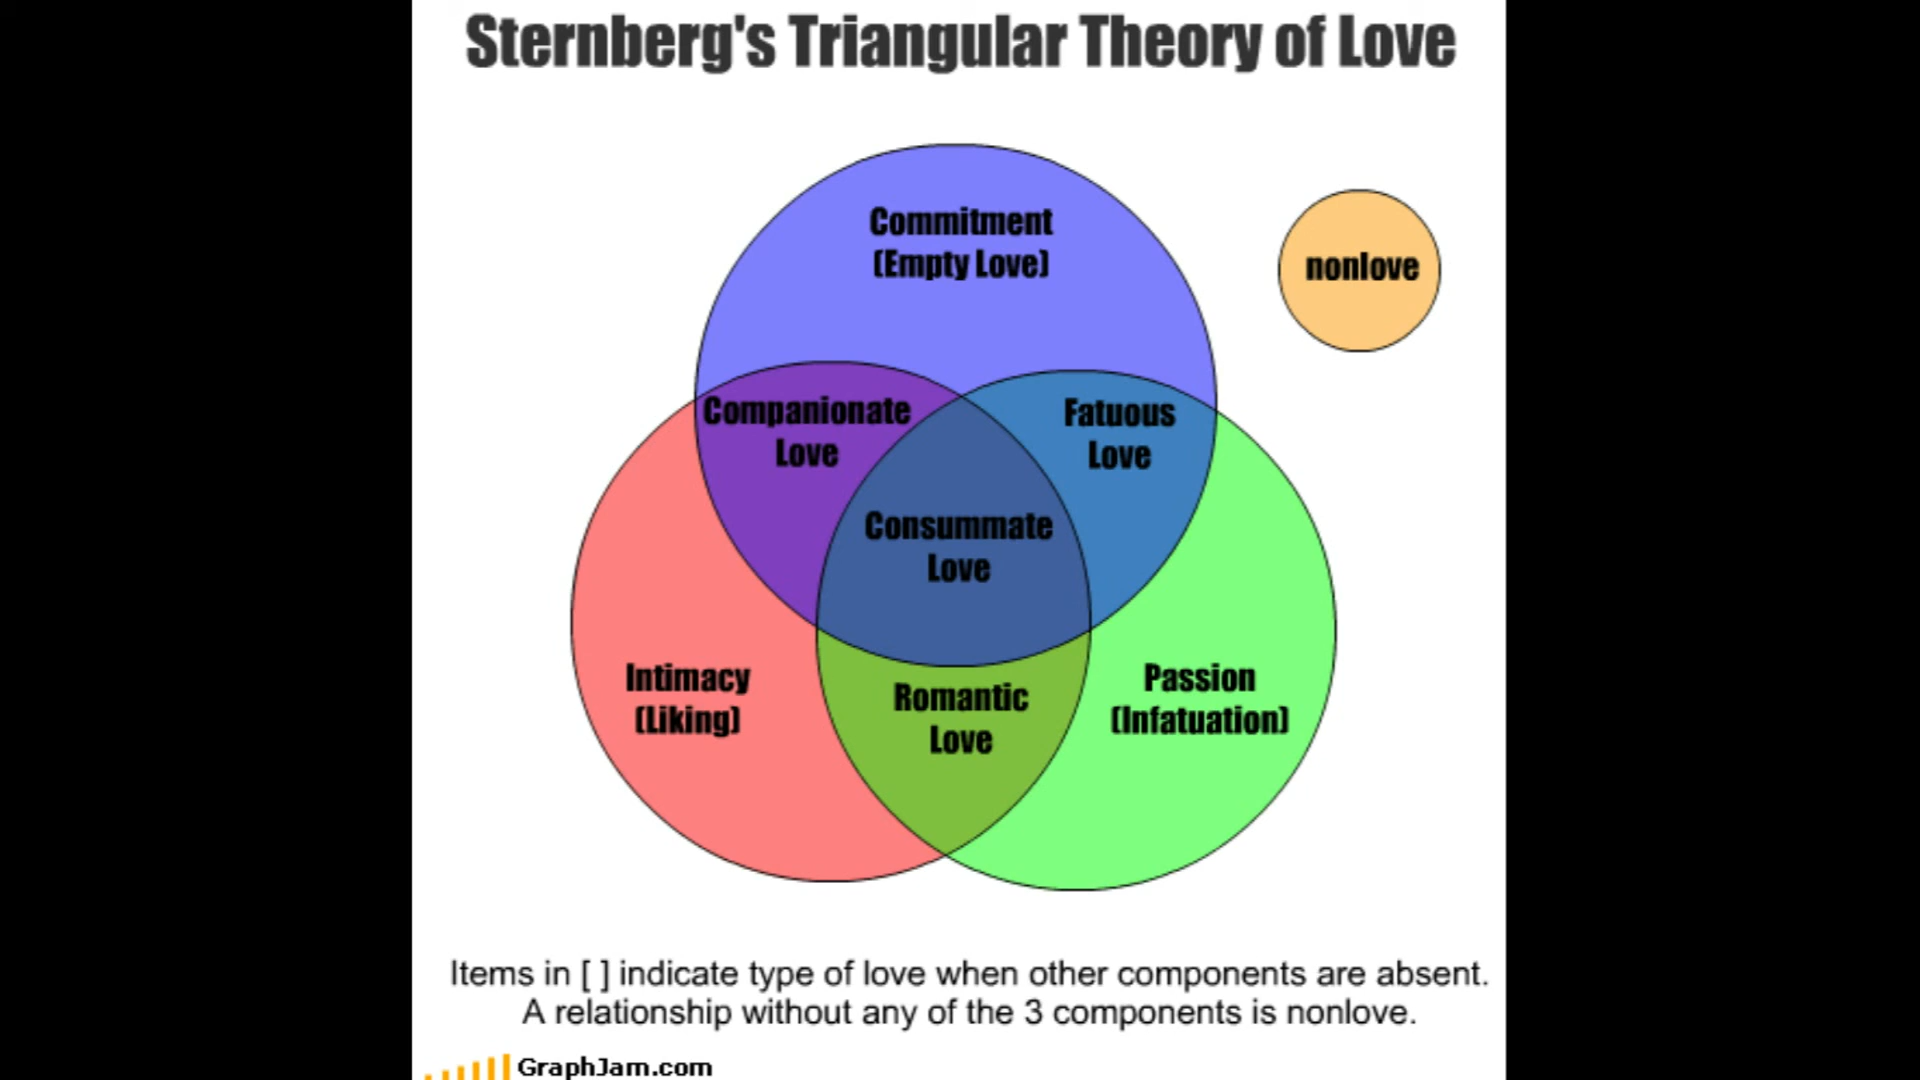 Sternberg's Triangular Theory of Love
Commitment
(Empty Love)
nonlove
Companionate
Love
Fatuous
Love
Consummate
Love
Intimacy
(Liking)
Romantic
Love
Passion
(Infatuation)
Items in [ ] indicate type of love when other components are absent.
A relationship without any of the 3 components is nonlove.
GraphJam.com